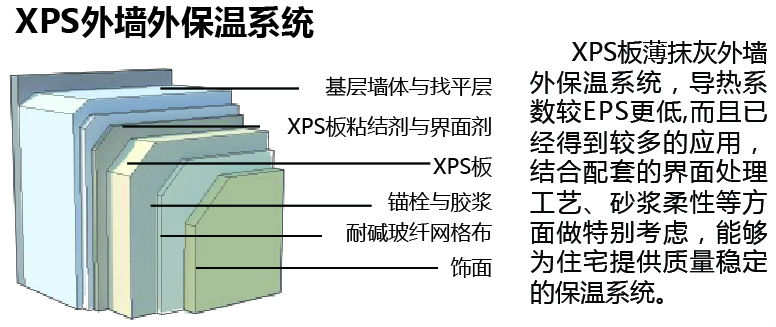 XPS外墙外保温系统
基层墙体与找平层
XPS板粘结剂与界面剂
XPS板
锚栓与胶浆
耐碱玻纤网格布
饰面
XPS板薄抹灰外墙
外保温系统，导热系
数较EPS更低,而且已
经得到较多的应用，
结合配套的界面处理
工艺、砂浆柔性等方
面做特别考虑，能够
为住宅提供质量稳定
的保温系统。